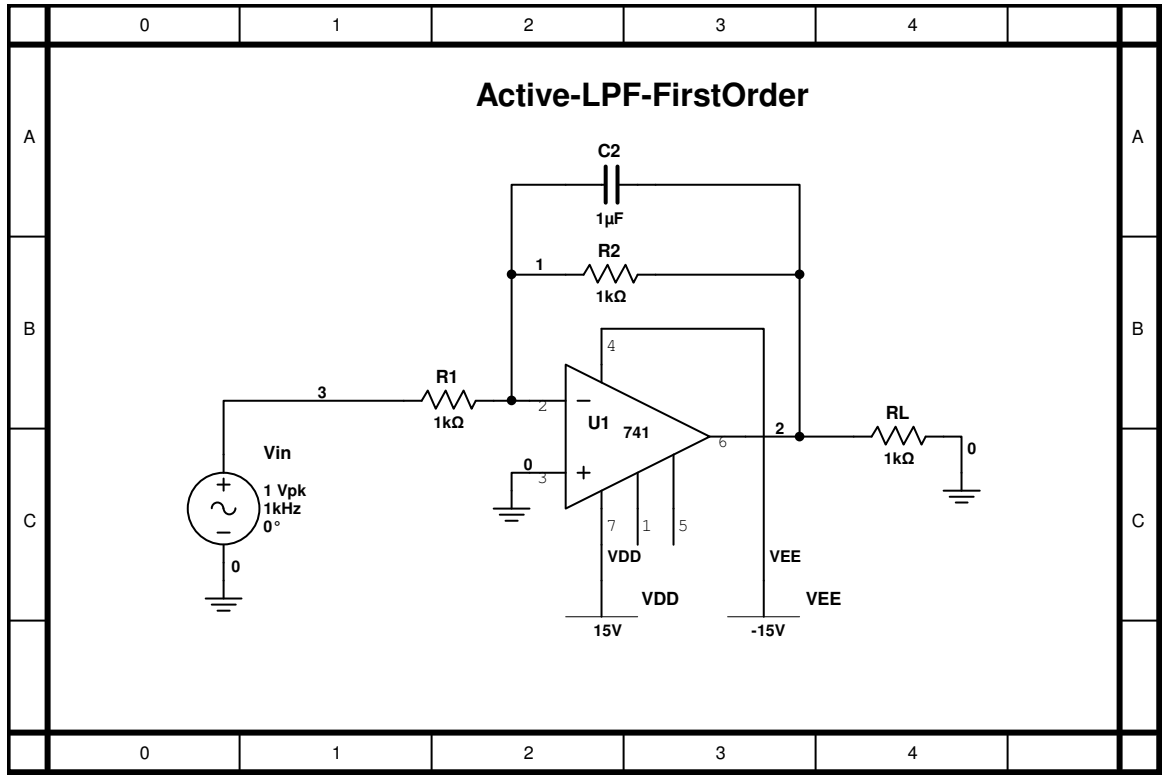 0 1 2 3 4
Active-LPF-FirstOrder
A A
C2
1µF
R2
1
1kΩ
B B
4
R1
3
1kΩ
2
U1 741
RL
2
6
1kΩ
0
0
3
Vin
1 Vpk
1kHz
0°
C C
7 1 5
VDD VEE
0
VDD VEE
15V -15V
0 1 2 3 4